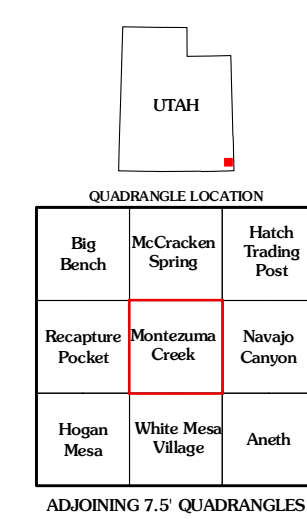 UTAH
QUADRANGLE LOCATION
Big
Bench
McCracken
Spring
Hatch
Trading
Post
Recapture
Pocket
Montezuma
Creek
Navajo
Canyon
Hogan
Mesa
White Mesa
Village
Aneth
ADJOINING 7.5' QUADRANGLES